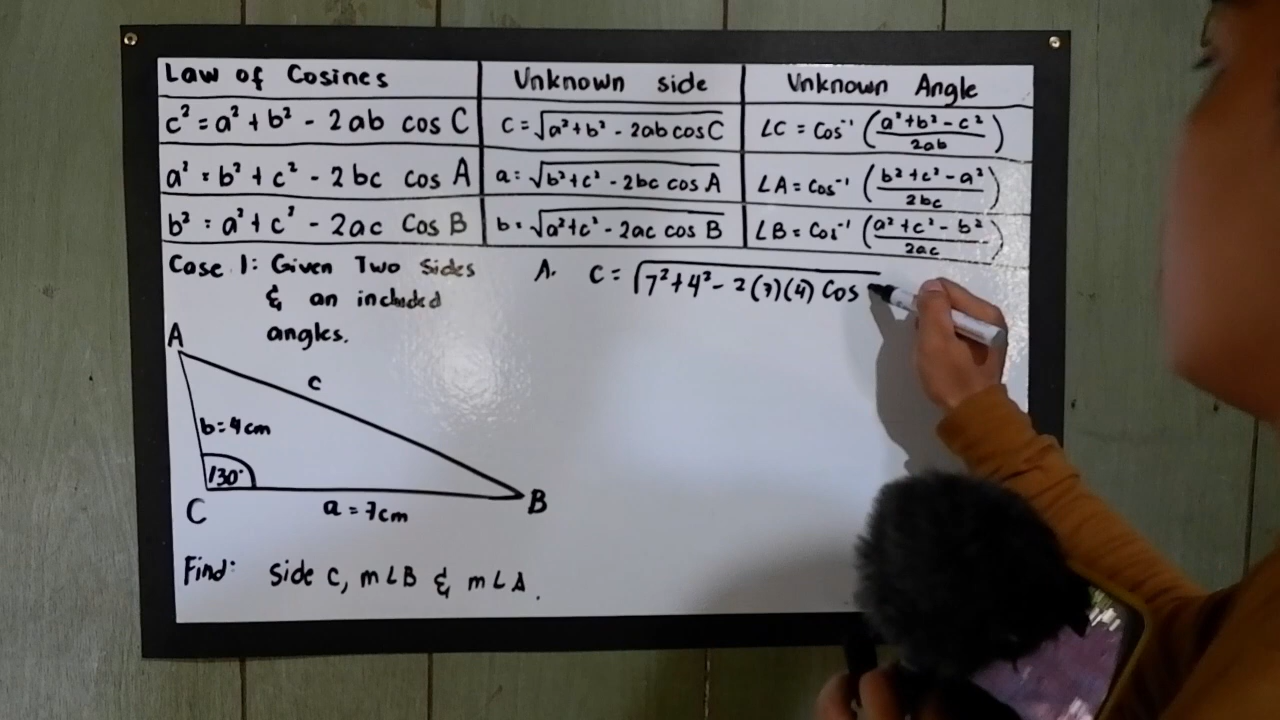 Law of Cosines
Unknown side
Unknown Angle
c² = a² + b² - 2ab cos C
C = √a²+b² - 2ab cos C
∠C = Cos⁻¹ (a²+b²-c² / 2ab)
a² = b² + c² - 2bc cos A
a = √b²+c² - 2bc cos A
∠A = Cos⁻¹ (b²+c²-a² / 2bc)
b² = a² + c² - 2ac Cos B
b = √a²+c² - 2ac cos B
∠B = Cos⁻¹ (a²+c²-b² / 2ac)
Case 1: Given Two Sides
& an included
angles.
A. C = √7²+4²- 2(7)(4) Cos
A
c
b=4cm
130°
C
a = 7cm
B
Find: Side c, m∠B & m∠A.